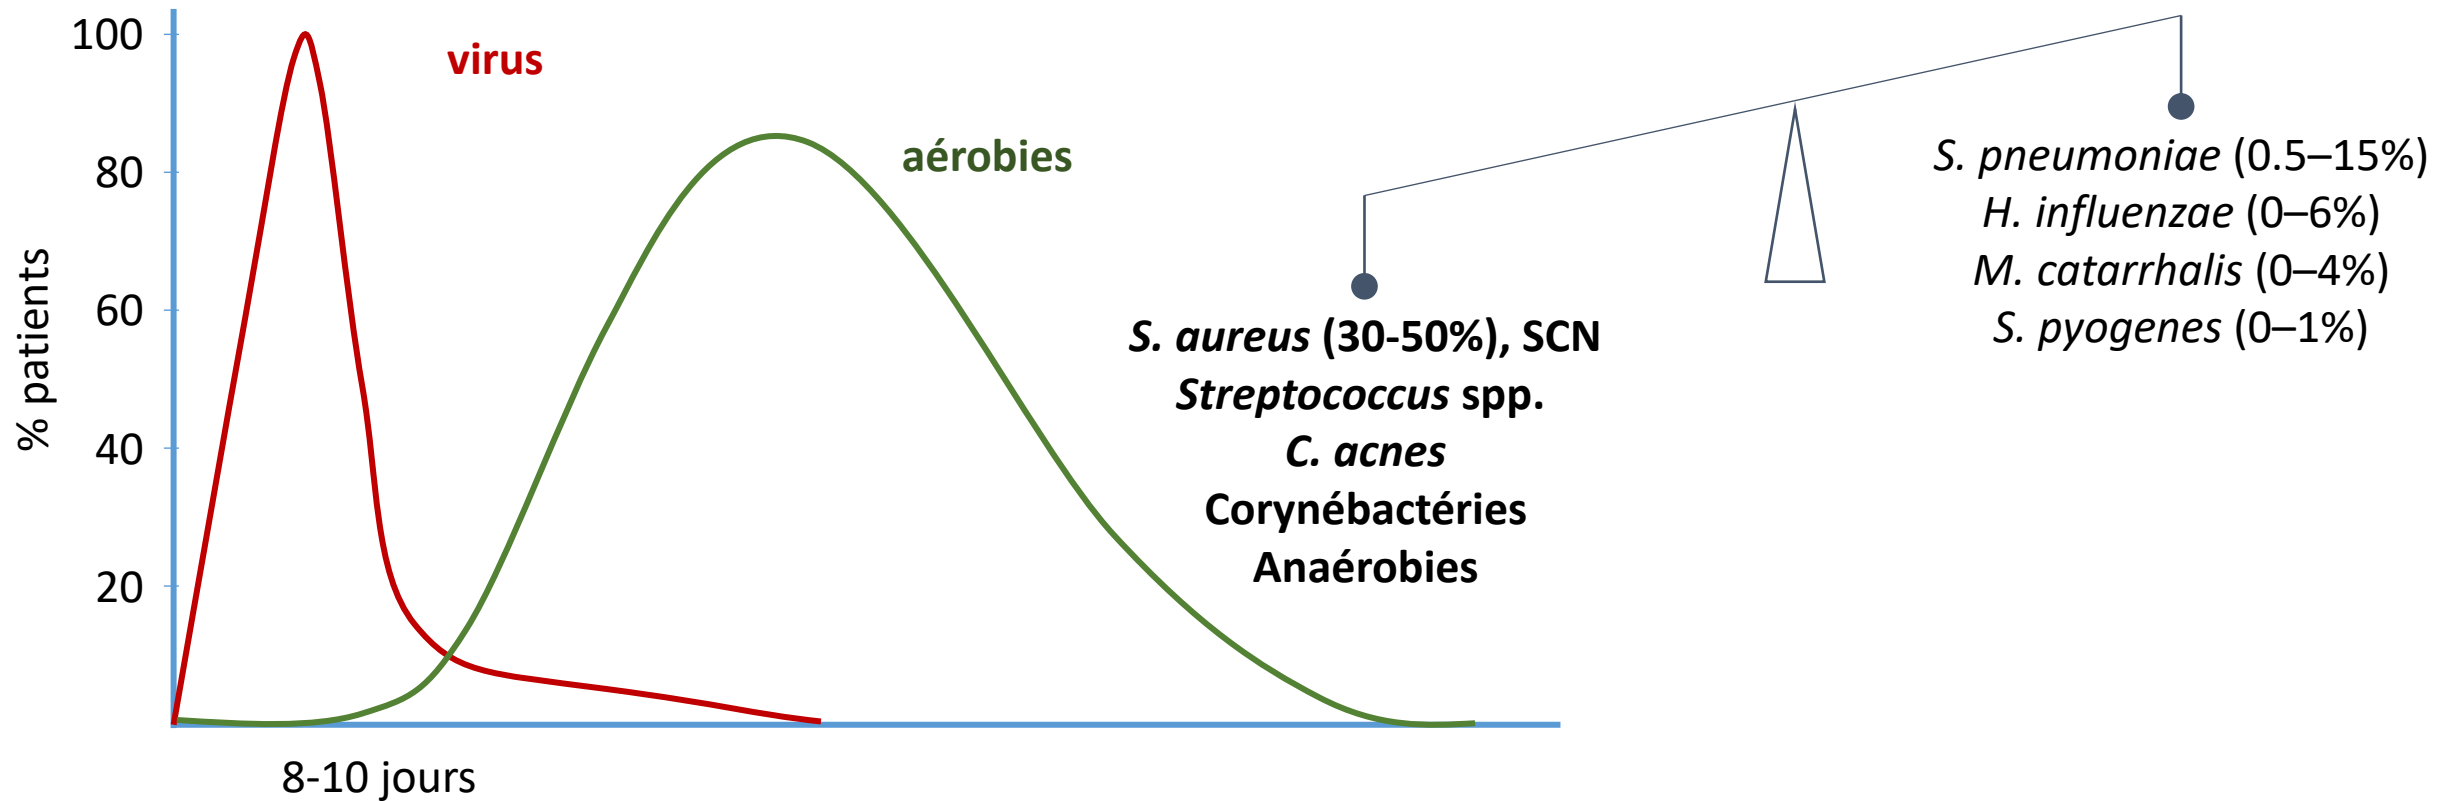 100
80
60
40
20
% patients
8-10 jours
virus
aérobies
S. aureus (30-50%), SCN
Streptococcus spp.
C. acnes
Corynébactéries
Anaérobies
S. pneumoniae (0.5–15%)
H. influenzae (0–6%)
M. catarrhalis (0–4%)
S. pyogenes (0–1%)